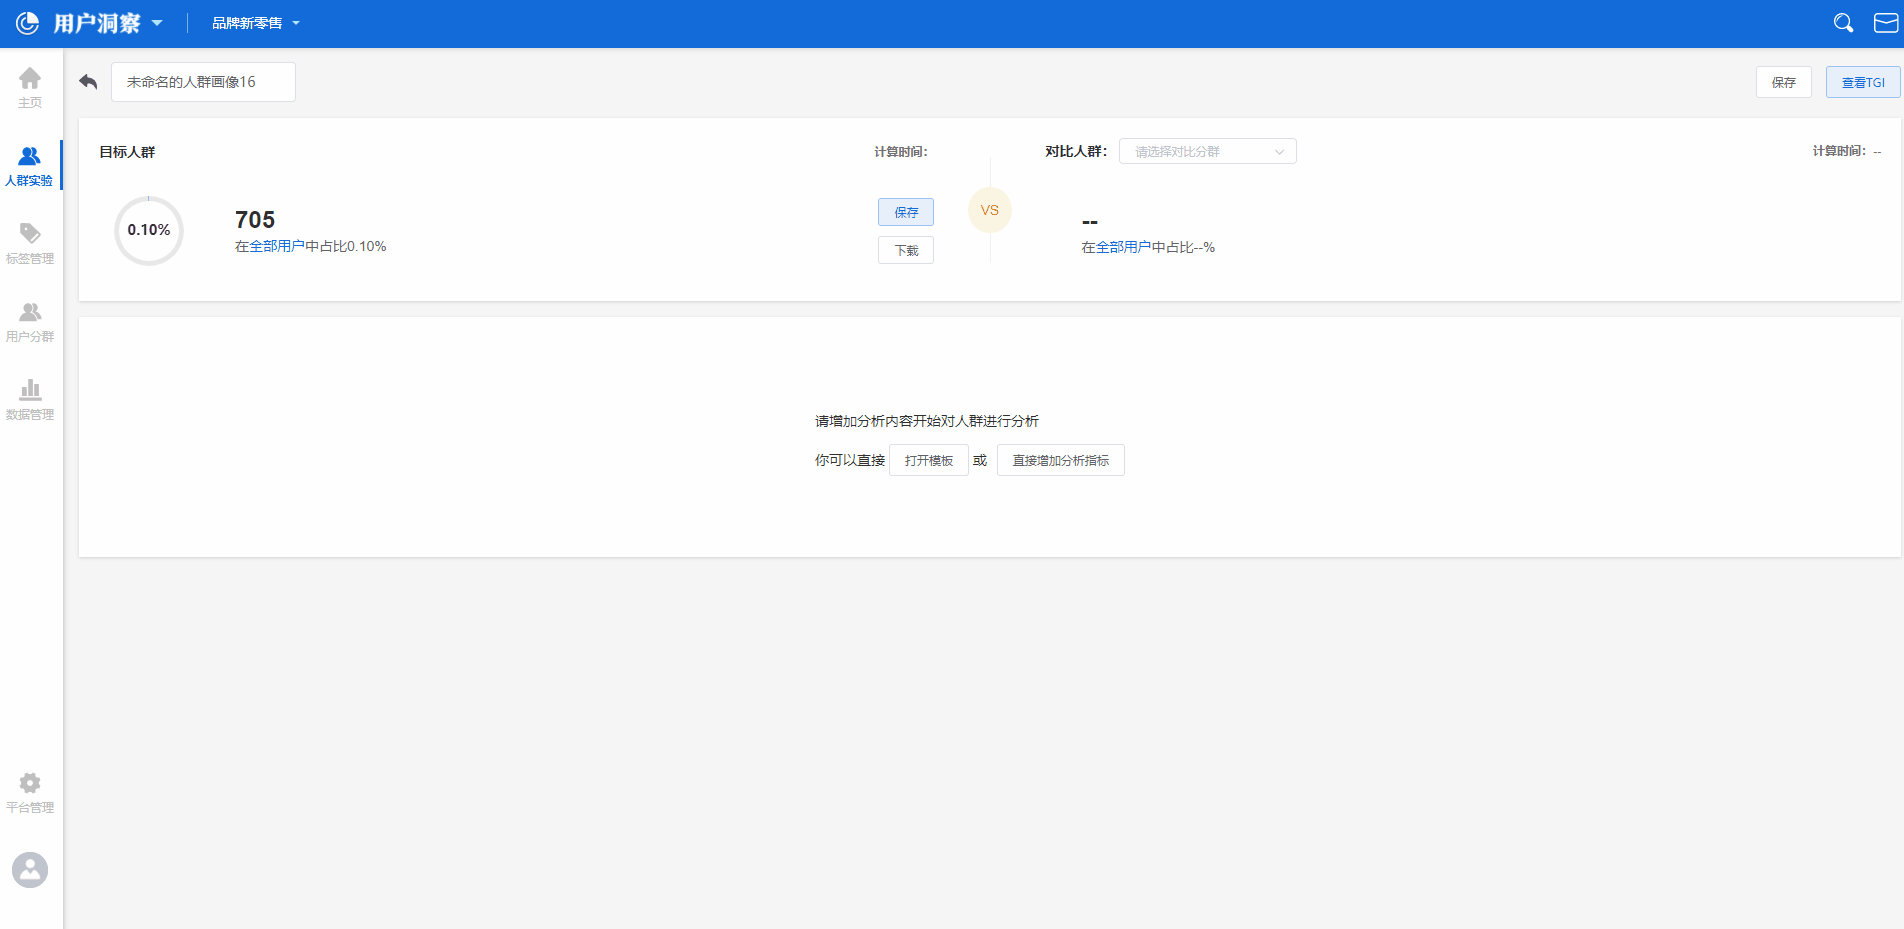 用户洞察
品牌新零售
主页
人群实验
标签管理
用户分群
数据管理
平台管理
未命名的人群画像16
保存
查看TGI
目标人群
计算时间：
0.10%
705
在全部用户中占比0.10%
保存
下载
VS
对比人群：
请选择对比分群
计算时间： --
--
在全部用户中占比--%
请增加分析内容开始对人群进行分析
你可以直接 打开模板 或 直接增加分析指标